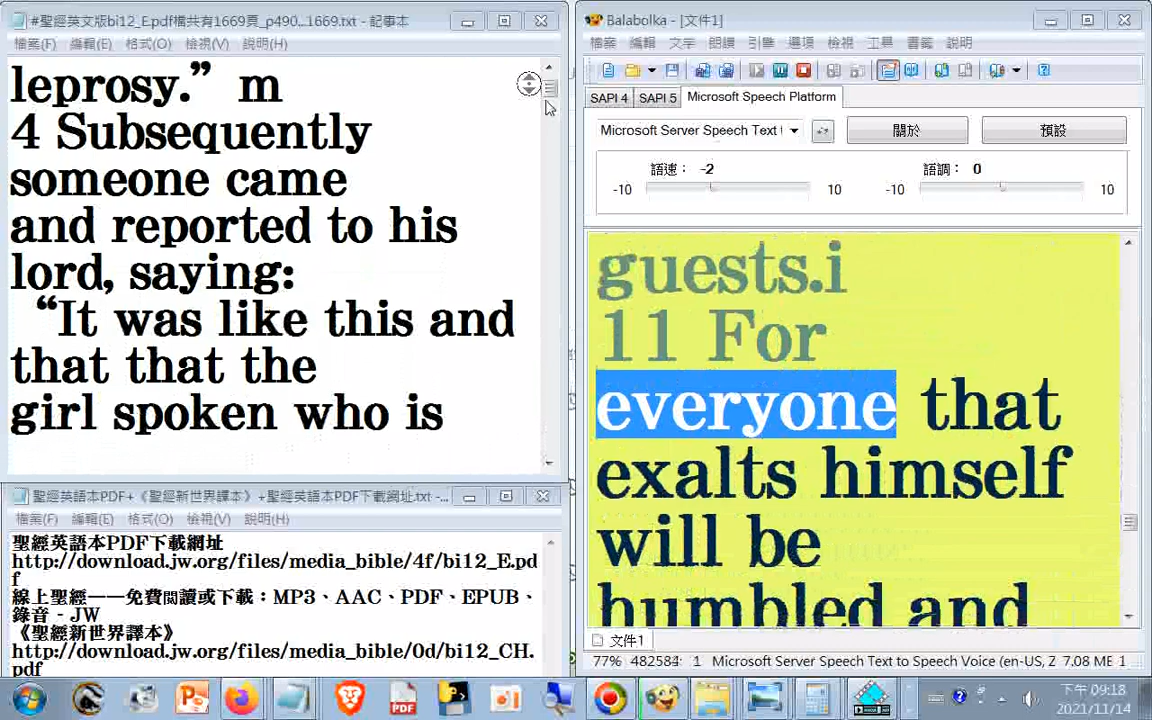 #聖經英文版bi12_E.pdf檔共有1669頁_p490,..1669.txt - 記事本
檔案(F) 編輯(E) 格式(O) 檢視(V) 說明(H)
leprosy.” m
4 Subsequently
someone came
and reported to his
lord, saying:
“It was like this and
that that the
girl spoken who is
聖經英語本PDF+《聖經新世界譯本》+聖經英語本PDF下載網址.txt -...
檔案(F) 編輯(E) 格式(O) 檢視(V) 說明(H)
聖經英語本PDF下載網址
http://download.jw.org/files/media_bible/4f/bi12_E.pd
f
線上聖經──免費閱讀或下載：MP3、AAC、PDF、EPUB、
錄音 - JW
《聖經新世界譯本》
http://download.jw.org/files/media_bible/0d/bi12_CH.
pdf
Balabolka - [文件1]
檔案 編輯 文字 朗讀 引擎 選項 檢視 工具 書籤 說明
SAPI 4 SAPI 5 Microsoft Speech Platform
Microsoft Server Speech Text 關於 預設
語速： -2 語調： 0
-10 10 -10 10
guests.i
11 For
everyone that
exalts himself
will be
humbled and
文件1
77% 482584: 1 Microsoft Server Speech Text to Speech Voice (en-US, Z 7.08 ME 1
PDF
下午 09:18
2021/11/14